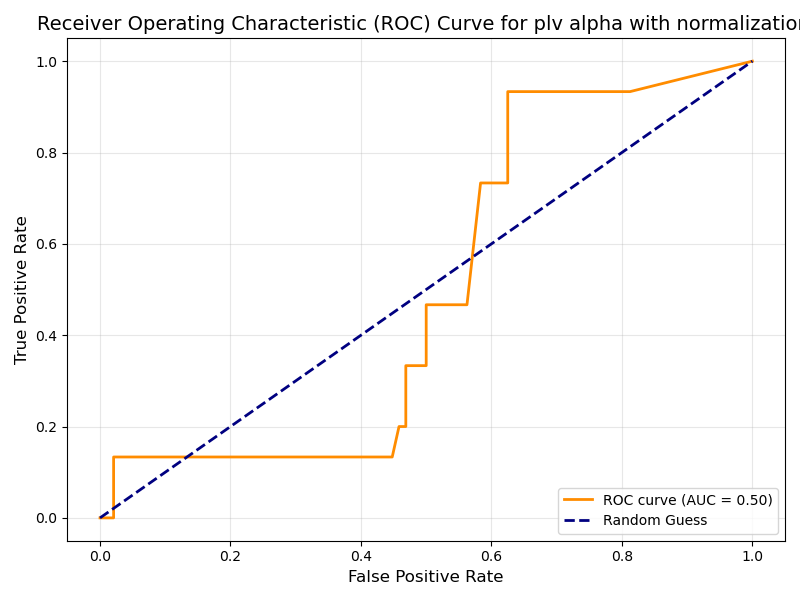 Receiver Operating Characteristic (ROC) Curve for plv alpha with normalization
True Positive Rate
1.0
0.8
0.6
0.4
0.2
0.0
0.0 0.2 0.4 0.6 0.8 1.0
False Positive Rate
ROC curve (AUC = 0.50)
Random Guess